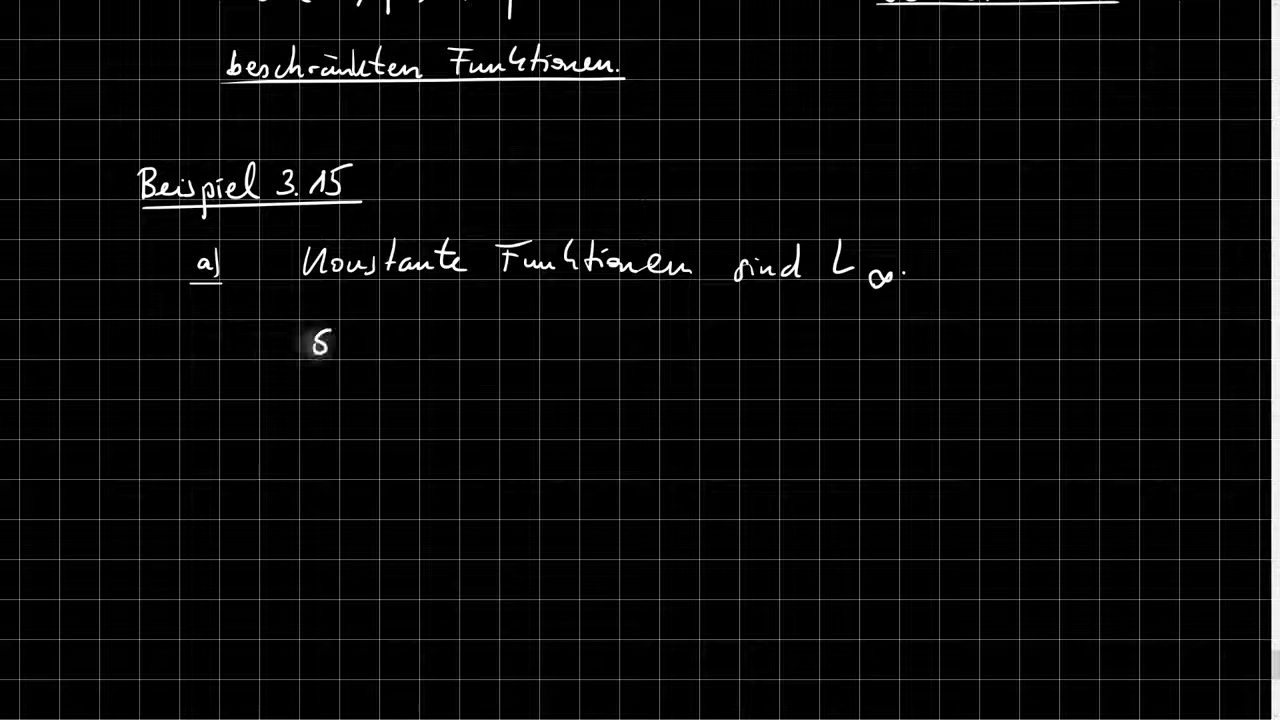 beschränkten Funktionen.
Beispiel 3.15
a) Konstante Funktionen sind L∞.